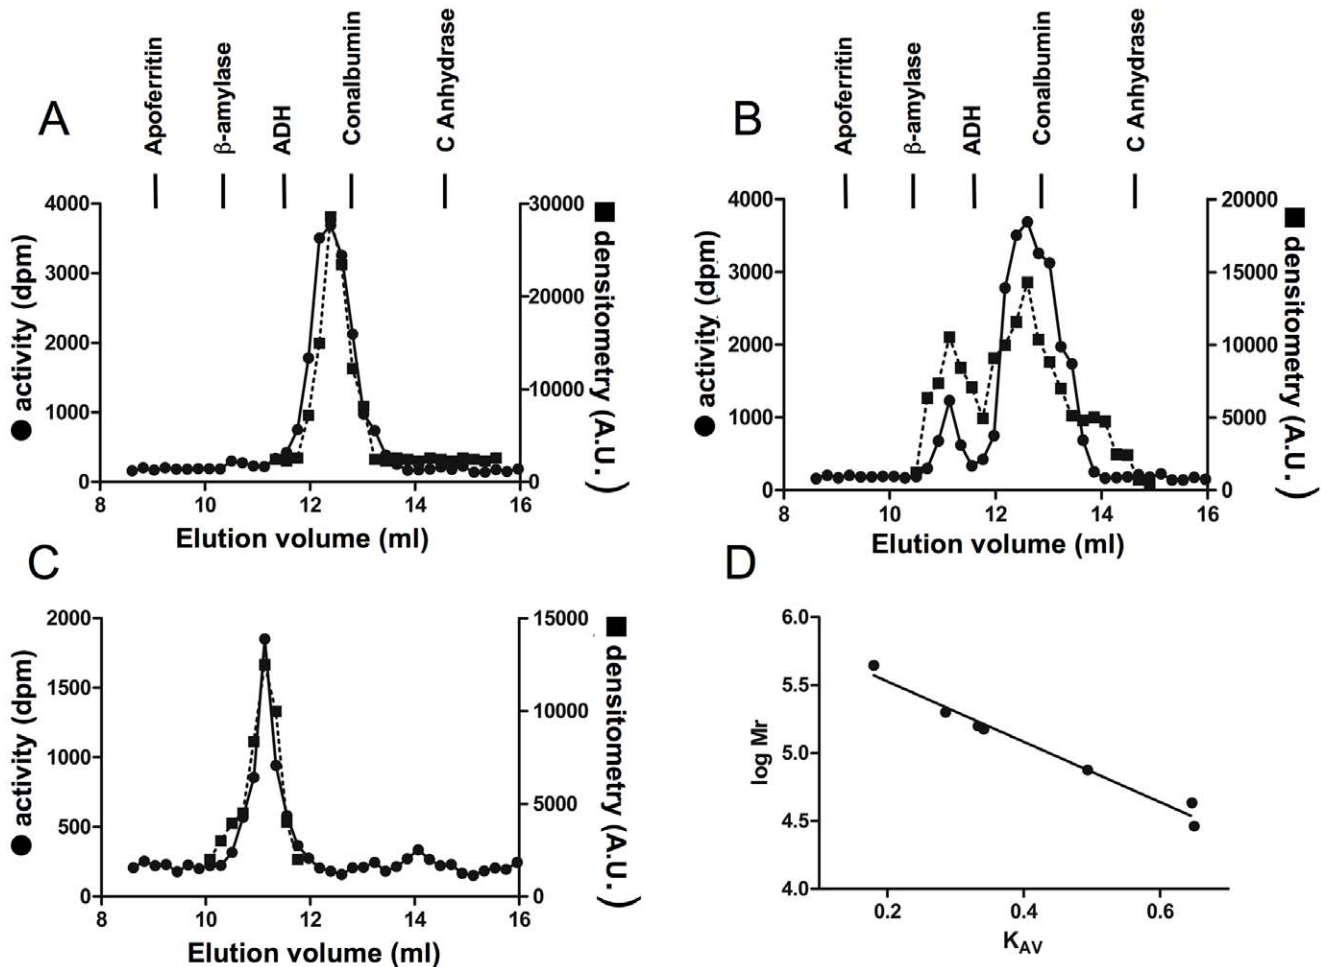 A
Apoferritin
β-amylase
ADH
Conalbumin
C Anhydrase
4000
3000
2000
1000
0
activity (dpm)
30000
20000
10000
0
densitometry (A.U. )
8
10
12
14
16
Elution volume (ml)
B
Apoferritin
β-amylase
ADH
Conalbumin
C Anhydrase
4000
3000
2000
1000
0
activity (dpm)
20000
15000
10000
5000
0
densitometry (A.U. )
8
10
12
14
16
Elution volume (ml)
C
2000
1500
1000
500
0
activity (dpm)
15000
10000
5000
0
densitometry (A.U. )
8
10
12
14
16
Elution volume (ml)
D
6.0
5.5
5.0
4.5
4.0
log Mr
0.2
0.4
0.6
KAV